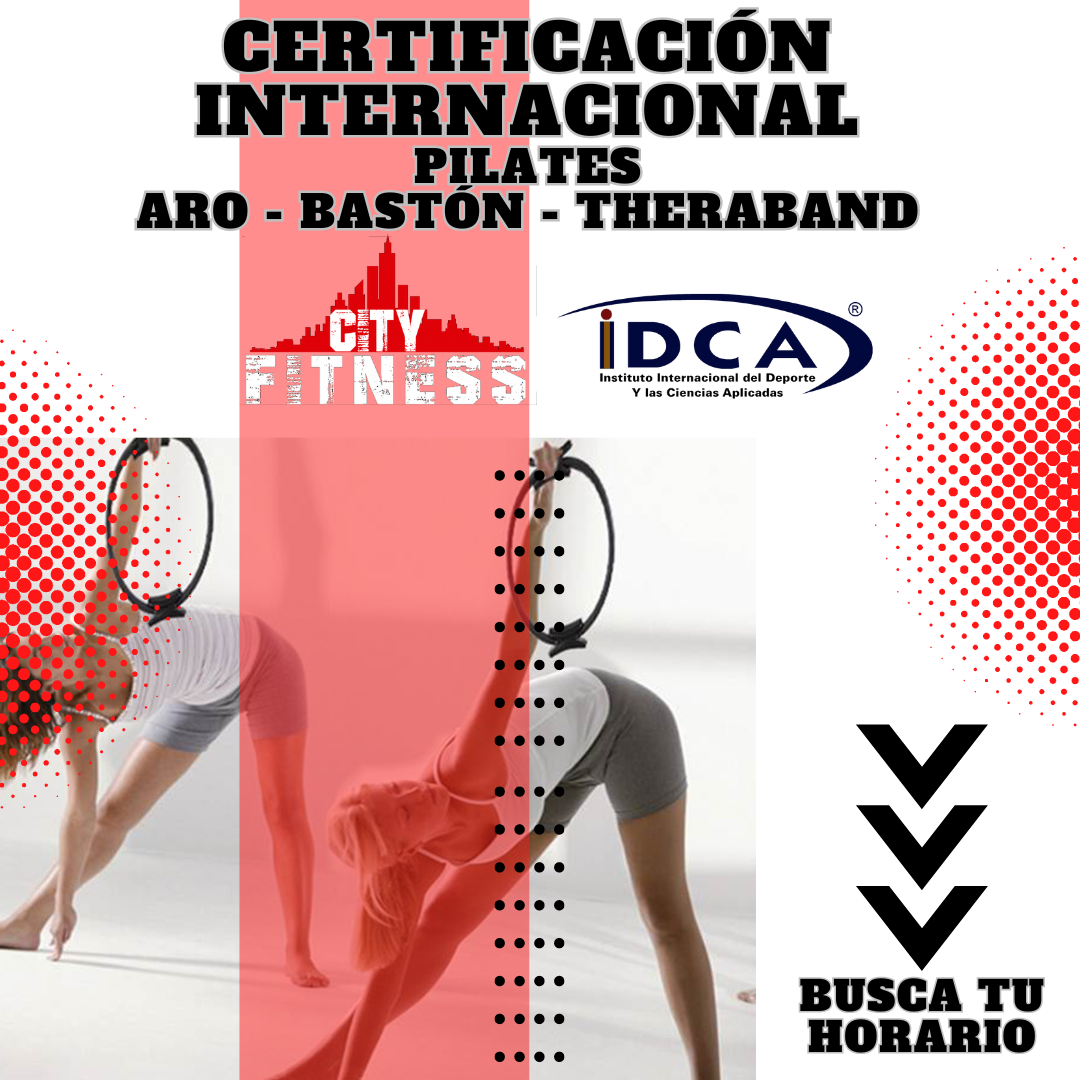 CERTIFICACIÓN
INTERNACIONAL
PILATES
ARO - BASTÓN - THERABAND
CITY
FITNESS
IDCA ®
Instituto Internacional del Deporte
Y las Ciencias Aplicadas
BUSCA TU
HORARIO